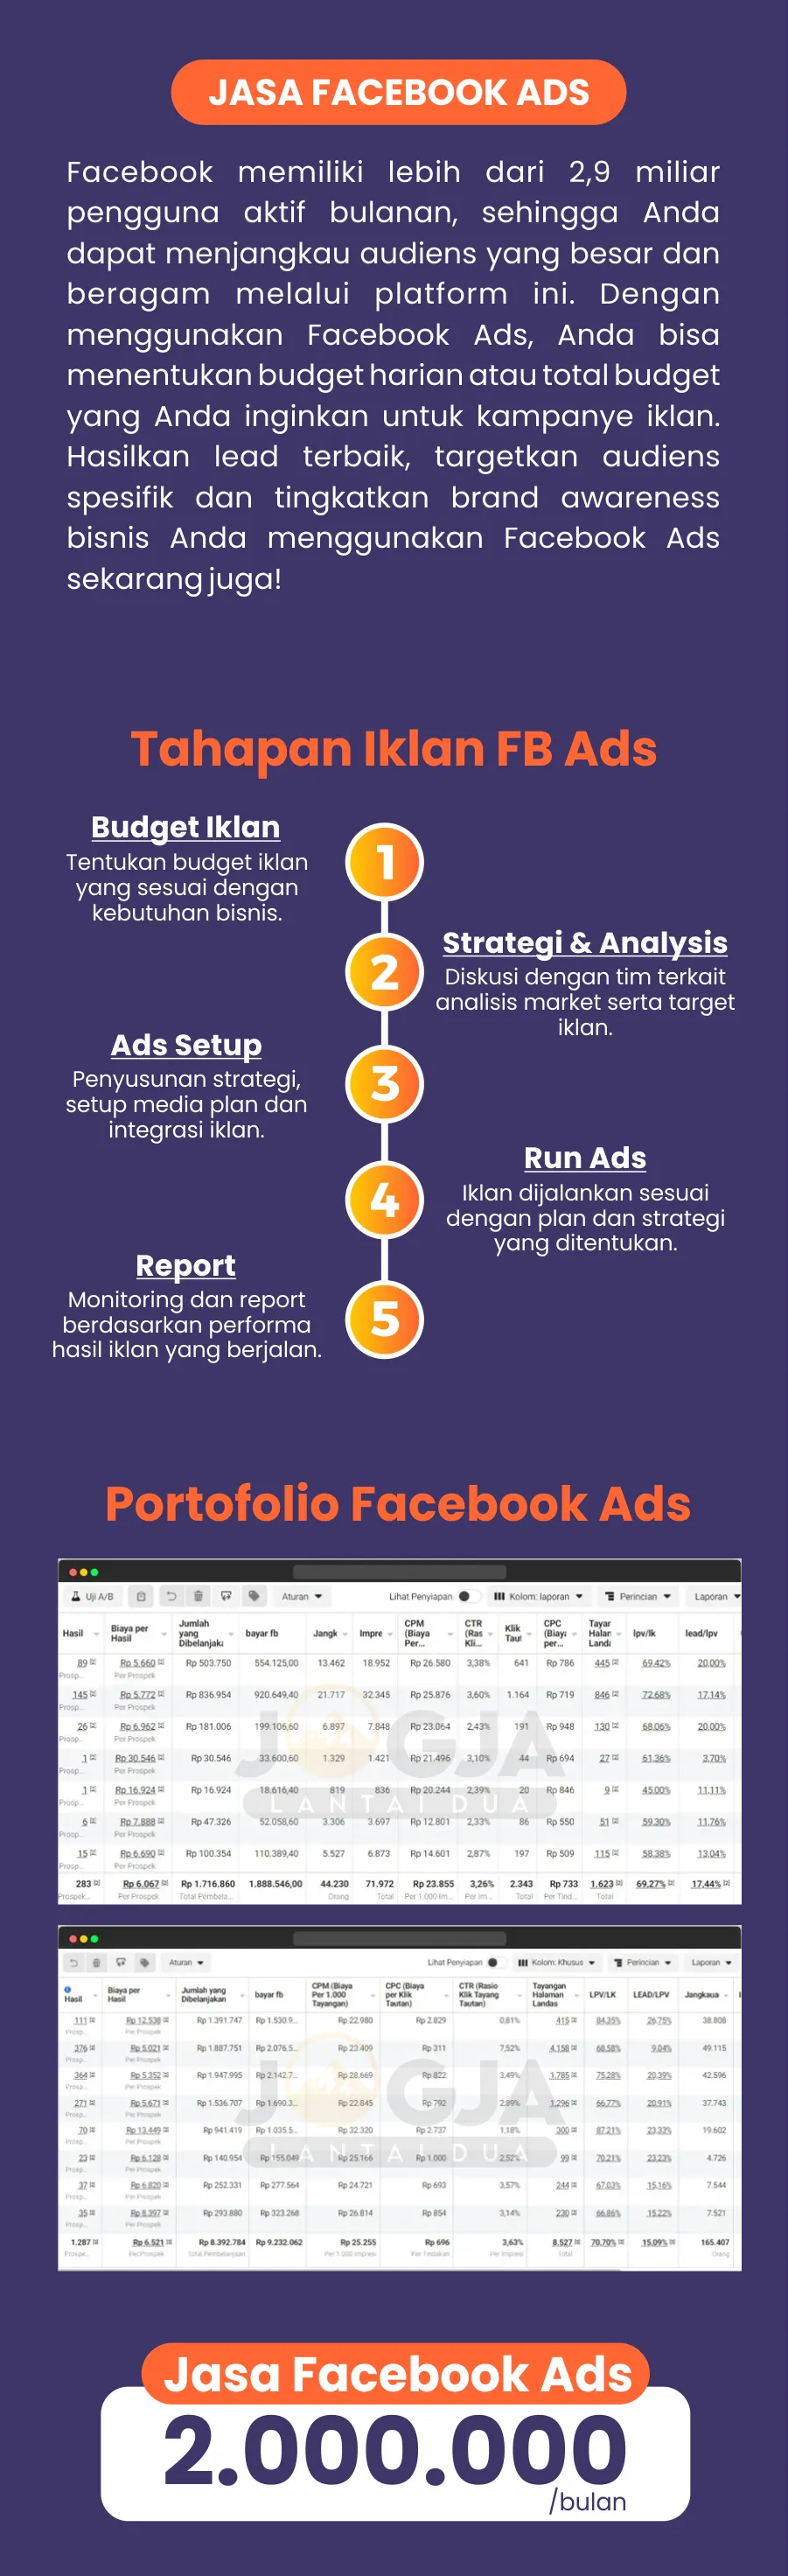 JASA FACEBOOK ADS
Facebook memiliki lebih dari 2,9 miliar
pengguna aktif bulanan, sehingga Anda
dapat menjangkau audiens yang besar dan
beragam melalui platform ini. Dengan
menggunakan Facebook Ads, Anda bisa
menentukan budget harian atau total budget
yang Anda inginkan untuk kampanye iklan.
Hasilkan lead terbaik, targetkan audiens
spesifik dan tingkatkan brand awareness
bisnis Anda menggunakan Facebook Ads
sekarang juga!
Tahapan Iklan FB Ads
Budget Iklan
Tentukan budget iklan
yang sesuai dengan
kebutuhan bisnis.
1
Strategi & Analysis
Diskusi dengan tim terkait
analisis market serta target
iklan.
2
Ads Setup
Penyusunan strategi,
setup media plan dan
integrasi iklan.
3
Run Ads
Iklan dijalankan sesuai
dengan plan dan strategi
yang ditentukan.
4
Report
Monitoring dan report
berdasarkan performa
hasil iklan yang berjalan.
5
Portofolio Facebook Ads
Uji A/B Aturan Lihat Penyiapan Kolom: laporan Perincian Laporan
Hasil Biaya per Hasil Jumlah yang Dibelanjaka bayar fb Jangk Impre CPM (Biaya Per... CTR (Ras Kli... Klik Taut CPC (Biaya per... Tayar Halar Landa lpv/lk lead/lpv
89 Rp 5.660 Rp 503.750 554.125,00 13.462 18.952 Rp 26.580 3,38% 641 Rp 786 445 69.42% 20.00%
Prosp... Per Prospek
145 Rp 5.772 Rp 836.954 920.649,40 21.717 32.345 Rp 25.876 3,60% 1.164 Rp 719 846 72.68% 17.14%
Prosp... Per Prospek
26 Rp 6.962 Rp 181.006 199.106,60 6.897 7.848 Rp 23.064 2,43% 191 Rp 948 130 68.06% 20.00%
Prosp... Per Prospek
1 Rp 30.546 Rp 30.546 33.600,60 1.329 1.421 Rp 21.496 3,10% 44 Rp 694 27 61.36% 3.70%
Prosp... Per Prospek
1 Rp 16.924 Rp 16.924 18.616,40 819 836 Rp 20.244 2,39% 20 Rp 846 9 45.00% 11.11%
Prosp... Per Prospek
6 Rp 7.888 Rp 47.326 52.058,60 3.306 3.697 Rp 12.801 2,33% 86 Rp 550 51 59.30% 11.76%
Prosp... Per Prospek
15 Rp 6.690 Rp 100.354 110.389,40 5.527 6.873 Rp 14.601 2,87% 197 Rp 509 115 58.38% 13.04%
Prosp... Per Prospek
283 Rp 6.067 Rp 1.716.860 1.888.546,00 44.230 71.972 Rp 23.855 3,26% 2.343 Rp 733 1.623 69,27% 17,44%
Prospek... Per Prospek Total Pembela... Orang Total Per 1.000 Im... Per Im... Total Per Tind... Total
JOGJA
LANTAI DUA
Aturan Lihat Penyiapan Kolom: Khusus Perincian Laporan
Hasil Biaya per Hasil Jumlah yang Dibelanjakan bayar fb CPM (Biaya Per 1.000 Tayangan) CPC (Biaya per Klik Tautan) CTR (Rasio Klik Tayang Tautan) Tayangan Halaman Landas LPV/LK LEAD/LPV Jangkaua
111 Rp 12.538 Rp 1.391.747 Rp 1.530.9... Rp 22.980 Rp 2.829 0,81% 415 84,35% 26,75% 38.808
Prosp... Per Prospek
376 Rp 5.021 Rp 1.887.751 Rp 2.076.5... Rp 23.409 Rp 311 7,52% 4.158 68,58% 9,04% 49.115
Prosp... Per Prospek
364 Rp 5.352 Rp 1.947.995 Rp 2.142.7... Rp 28.669 Rp 822 3,49% 1.785 75,28% 20,39% 42.596
Prosp... Per Prospek
271 Rp 5.671 Rp 1.536.707 Rp 1.690.3... Rp 22.845 Rp 792 2.89% 1.296 66,77% 20,91% 37.743
Prosp... Per Prospek
70 Rp 13.449 Rp 941.419 Rp 1.035.5... Rp 32.320 Rp 2.737 1.18% 300 87,21% 23,33% 19.602
Prosp... Per Prospek
23 Rp 6.128 Rp 140.954 Rp 155.049 Rp 25.166 Rp 1.000 2.52% 99 70,21% 23,23% 4.726
Prosp... Per Prospek
37 Rp 6.820 Rp 252.331 Rp 277.564 Rp 24.721 Rp 693 3.57% 244 67,03% 15,16% 7.544
Prosp... Per Prospek
35 Rp 8.397 Rp 293.880 Rp 323.268 Rp 26.814 Rp 854 3,14% 230 66,86% 15,22% 7.521
Prosp... Per Prospek
1.287 Rp 6.521 Rp 8.392.784 Rp 9.232.062 Rp 25.255 Rp 696 3,63% 8.527 70,70% 15.09% 165.407
Prospe... Per Prospek Total Pembelanjaan Per 1.000 Impresi Per Tindakan Per Impresi Total Orang
JOGJA
LANTAI DUA
Jasa Facebook Ads
2.000.000
/bulan